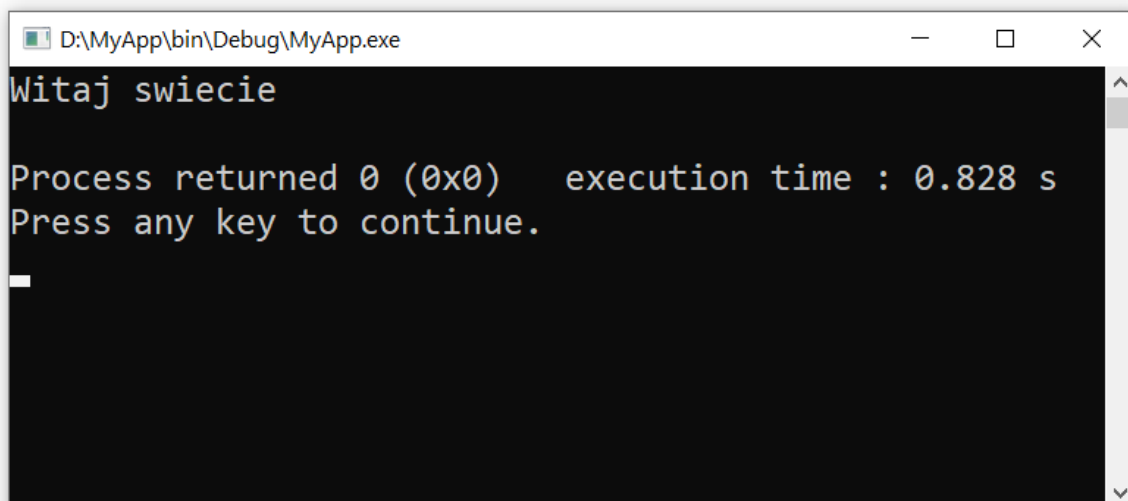 D:\MyApp\bin\Debug\MyApp.exe
Witaj swiecie
Process returned 0 (0x0)   execution time : 0.828 s
Press any key to continue.